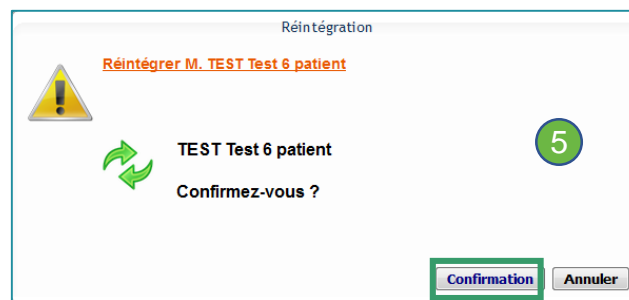 Réintégration
Réintégrer M. TEST Test 6 patient
TEST Test 6 patient
5
Confirmez-vous ?
Confirmation Annuler